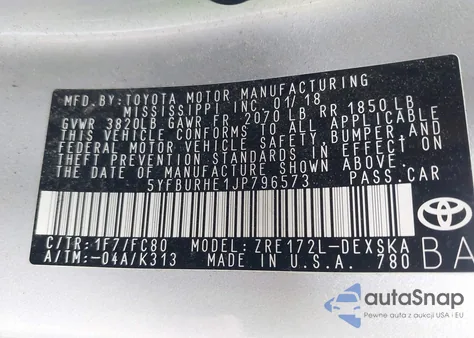 MFD. BY: TOYOTA MOTOR MANUFACTURING
MISSISSIPPI INC. 01/18
GVWR 3820LB GAWR FR 2070 LB RR 1850 LB
THIS VEHICLE CONFORMS TO ALL APPLICABLE
FEDERAL MOTOR VEHICLE SAFETY, BUMPER, AND
THEFT PREVENTION STANDARDS IN EFFECT ON
THE DATE OF MANUFACTURE SHOWN ABOVE.
5YFBURHE1JP796573 PASS. CAR
C/TR: 1F7/FC80 MODEL: ZRE172L-DEXSKA
A/TM: -04A/K313 MADE IN U.S.A. 780
TOYOTA
BA
autoSnap
Pewne auta z aukcji USA i EU